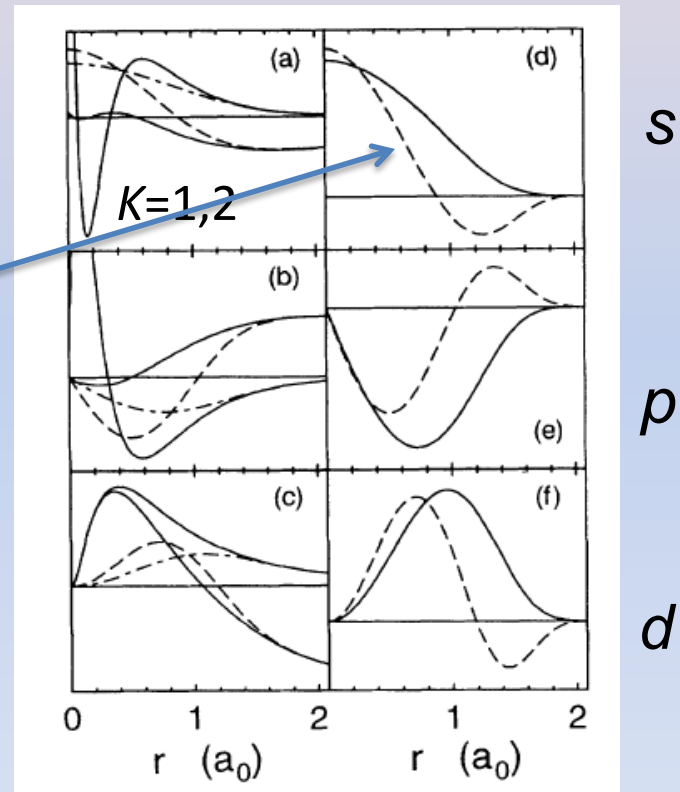 (a) (d) s
K=1,2
(b) p
(e)
(c) (f)
d
0 1 2 1 2
r (a₀) r (a₀)